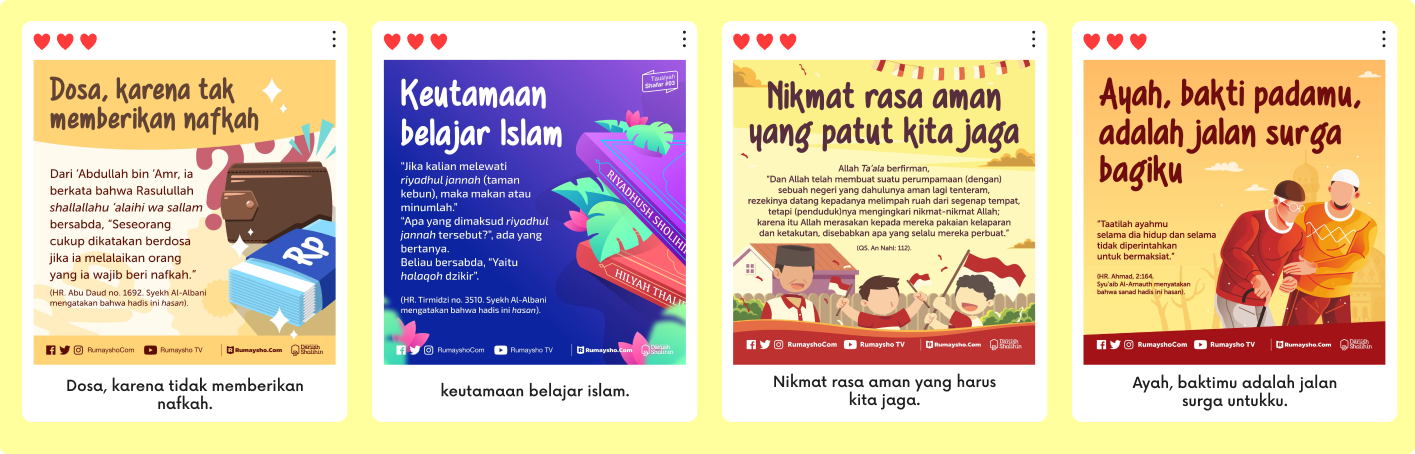 Dosa, karena tak
memberikan nafkah
Dari 'Abdullah bin 'Amr, ia
berkata bahwa Rasulullah
shallallahu 'alaihi wa sallam
bersabda, "Seseorang
cukup dikatakan berdosa
jika ia melalaikan orang
yang ia wajib beri nafkah."
(HR. Abu Daud no. 1692. Syekh Al-Albani
mengatakan bahwa hadis ini hasan).
Rp
RumayshoCom
Rumaysho TV
Rumaysho.Com
Darush Sholihin
Dosa, karena tidak memberikan
nafkah.
Tausiyah
Shafar #03
Keutamaan
belajar Islam
"Jika kalian melewati
riyadhul jannah (taman
kebun), maka makan atau
minumlah."
"Apa yang dimaksud riyadhul
jannah tersebut?", ada yang
bertanya.
Beliau bersabda, "Yaitu
halaqoh dzikir".
(HR. Tirmidzi no. 3510. Syekh Al-Albani
mengatakan bahwa hadis ini hasan).
RIYADHUSH SHOLIHIN
HILYAH THALIB
RumayshoCom
Rumaysho TV
Rumaysho.Com
Darush Sholihin
keutamaan belajar islam.
Nikmat rasa aman
yang patut kita jaga
Allah Ta'ala berfirman,
"Dan Allah telah membuat suatu perumpamaan (dengan)
sebuah negeri yang dahulunya aman lagi tenteram,
rezekinya datang kepadanya melimpah ruah dari segenap tempat,
tetapi (penduduk)nya mengingkari nikmat-nikmat Allah;
karena itu Allah merasakan kepada mereka pakaian kelaparan
dan ketakutan, disebabkan apa yang selalu mereka perbuat."
(QS. An Nahl: 112).
RumayshoCom
Rumaysho TV
Rumaysho.Com
Darush Sholihin
Nikmat rasa aman yang harus
kita jaga.
Ayah, bakti padamu,
adalah jalan surga
bagiku
"Taatilah ayahmu
selama dia hidup dan selama
tidak diperintahkan
untuk bermaksiat."
(HR. Ahmad, 2:164.
Syu'aib Al-Arnauth menyatakan
bahwa sanad hadis ini hasan).
RumayshoCom
Rumaysho TV
Rumaysho.Com
Darush Sholihin
Ayah, baktimu adalah jalan
surga untukku.